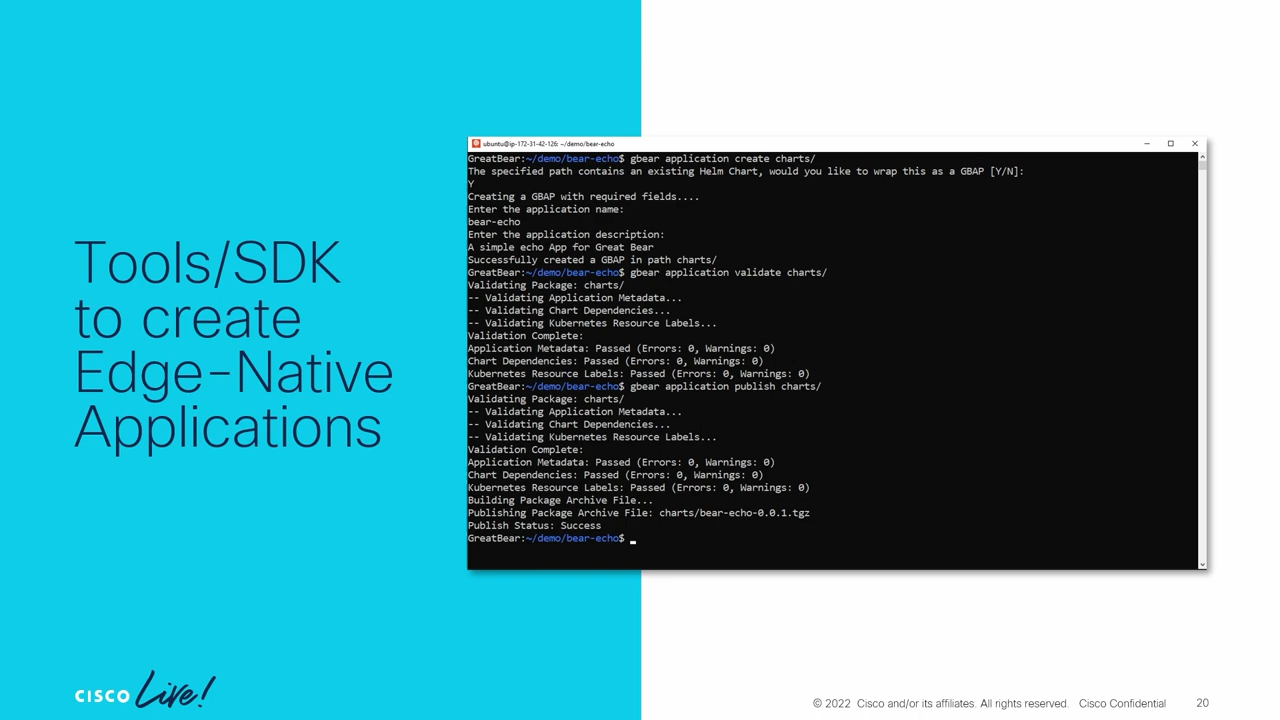 Tools/SDK
to create
Edge-Native
Applications
ubuntu@ip-172-31-42-126: ~/demo/bear-echo
GreatBear:~/demo/bear-echo$ gbear application create charts/
The specified path contains an existing Helm Chart, would you like to wrap this as a GBAP [Y/N]:
Y
Creating a GBAP with required fields....
Enter the application name:
bear-echo
Enter the application description:
A simple echo App for Great Bear
Successfully created a GBAP in path charts/
GreatBear:~/demo/bear-echo$ gbear application validate charts/
Validating Package: charts/
-- Validating Application Metadata...
-- Validating Chart Dependencies...
-- Validating Kubernetes Resource Labels...
Validation Complete:
Application Metadata: Passed (Errors: 0, Warnings: 0)
Chart Dependencies: Passed (Errors: 0, Warnings: 0)
Kubernetes Resource Labels: Passed (Errors: 0, Warnings: 0)
GreatBear:~/demo/bear-echo$ gbear application publish charts/
Validating Package: charts/
-- Validating Application Metadata...
-- Validating Chart Dependencies...
-- Validating Kubernetes Resource Labels...
Validation Complete:
Application Metadata: Passed (Errors: 0, Warnings: 0)
Chart Dependencies: Passed (Errors: 0, Warnings: 0)
Kubernetes Resource Labels: Passed (Errors: 0, Warnings: 0)
Building Package Archive File...
Publishing Package Archive File: charts/bear-echo-0.0.1.tgz
Publish Status: Success
GreatBear:~/demo/bear-echo$
CISCO Live!
© 2022 Cisco and/or its affiliates. All rights reserved. Cisco Confidential 20